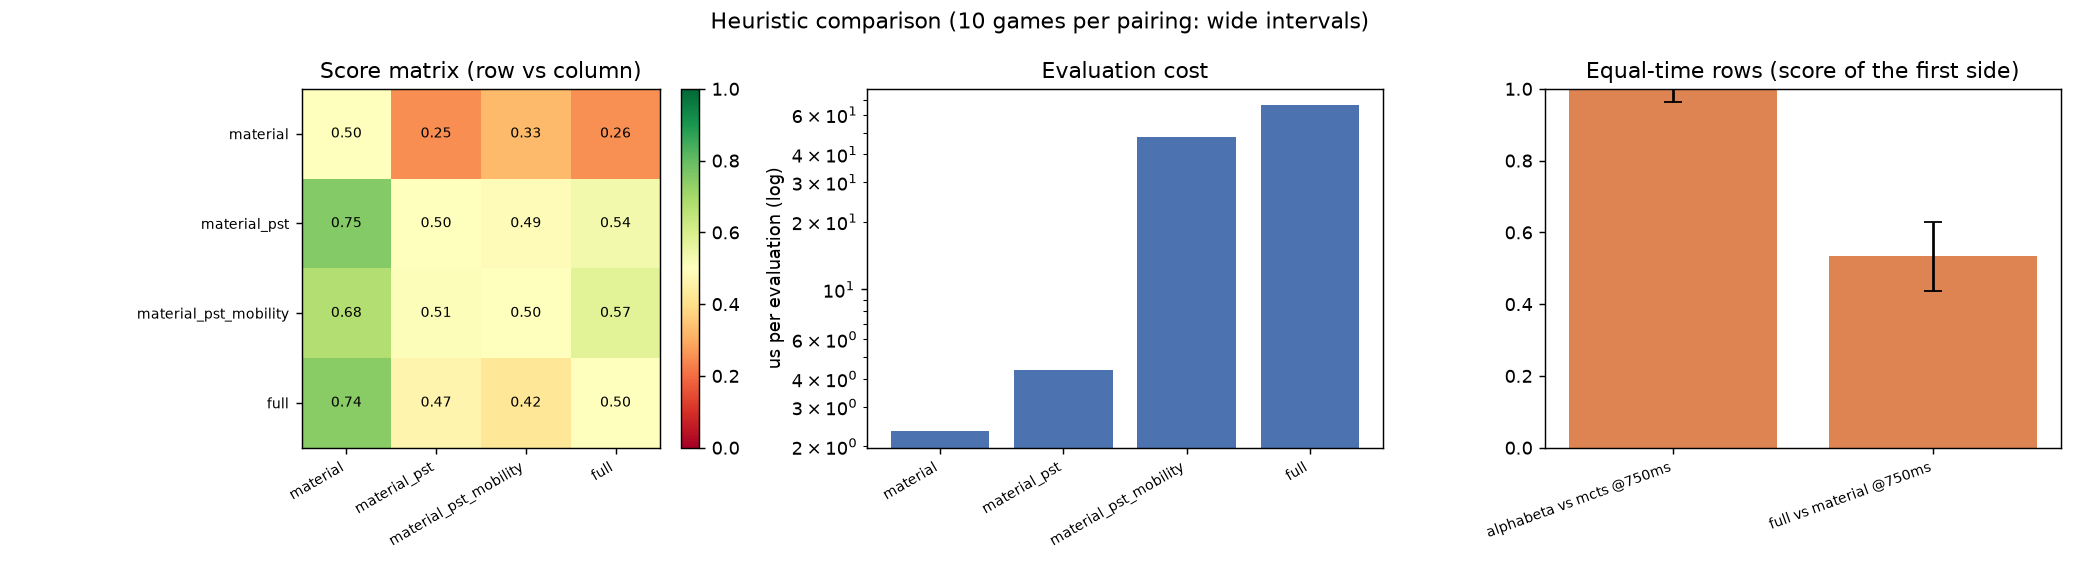 Heuristic comparison (10 games per pairing: wide intervals)
Score matrix (row vs column)
material
material_pst
material_pst_mobility
full
0.50 0.25 0.33 0.26
0.75 0.50 0.49 0.54
0.68 0.51 0.50 0.57
0.74 0.47 0.42 0.50
material
material_pst
material_pst_mobility
full
1.0
0.8
0.6
0.4
0.2
0.0
Evaluation cost
us per evaluation (log)
6 × 10¹
4 × 10¹
3 × 10¹
2 × 10¹
10¹
6 × 10⁰
4 × 10⁰
3 × 10⁰
2 × 10⁰
material
material_pst
material_pst_mobility
full
Equal-time rows (score of the first side)
1.0
0.8
0.6
0.4
0.2
0.0
alphabeta vs mcts @750ms
full vs material @750ms